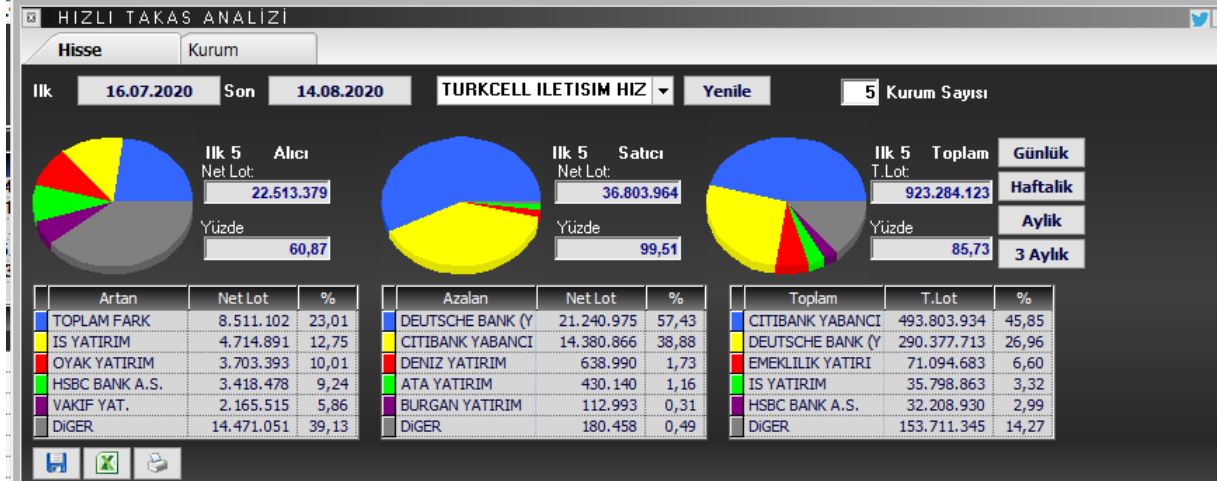 HIZLI TAKAS ANALİZİ
Hisse Kurum
Ilk 16.07.2020 Son 14.08.2020 TURKCELL ILETISIM HIZ Yenile 5 Kurum Sayısı
Ilk 5 Alıcı
Net Lot:
22.513.379
Yüzde
60,87
Ilk 5 Satıcı
Net Lot:
36.803.964
Yüzde
99,51
Ilk 5 Toplam
T.Lot:
923.284.123
Yüzde
85,73
Günlük
Haftalik
Aylik
3 Aylık
Artan Net Lot %
TOPLAM FARK 8.511.102 23,01
IS YATIRIM 4.714.891 12,75
OYAK YATIRIM 3.703.393 10,01
HSBC BANK A.S. 3.418.478 9,24
VAKIF YAT. 2.165.515 5,86
DiGER 14.471.051 39,13
Azalan Net Lot %
DEUTSCHE BANK (Y 21.240.975 57,43
CITIBANK YABANCI 14.380.866 38,88
DENIZ YATIRIM 638.990 1,73
ATA YATIRIM 430.140 1,16
BURGAN YATIRIM 112.993 0,31
DiGER 180.458 0,49
Toplam T.Lot %
CITIBANK YABANCI 493.803.934 45,85
DEUTSCHE BANK (Y 290.377.713 26,96
EMEKLILIK YATIRI 71.094.683 6,60
IS YATIRIM 35.798.863 3,32
HSBC BANK A.S. 32.208.930 2,99
DiGER 153.711.345 14,27